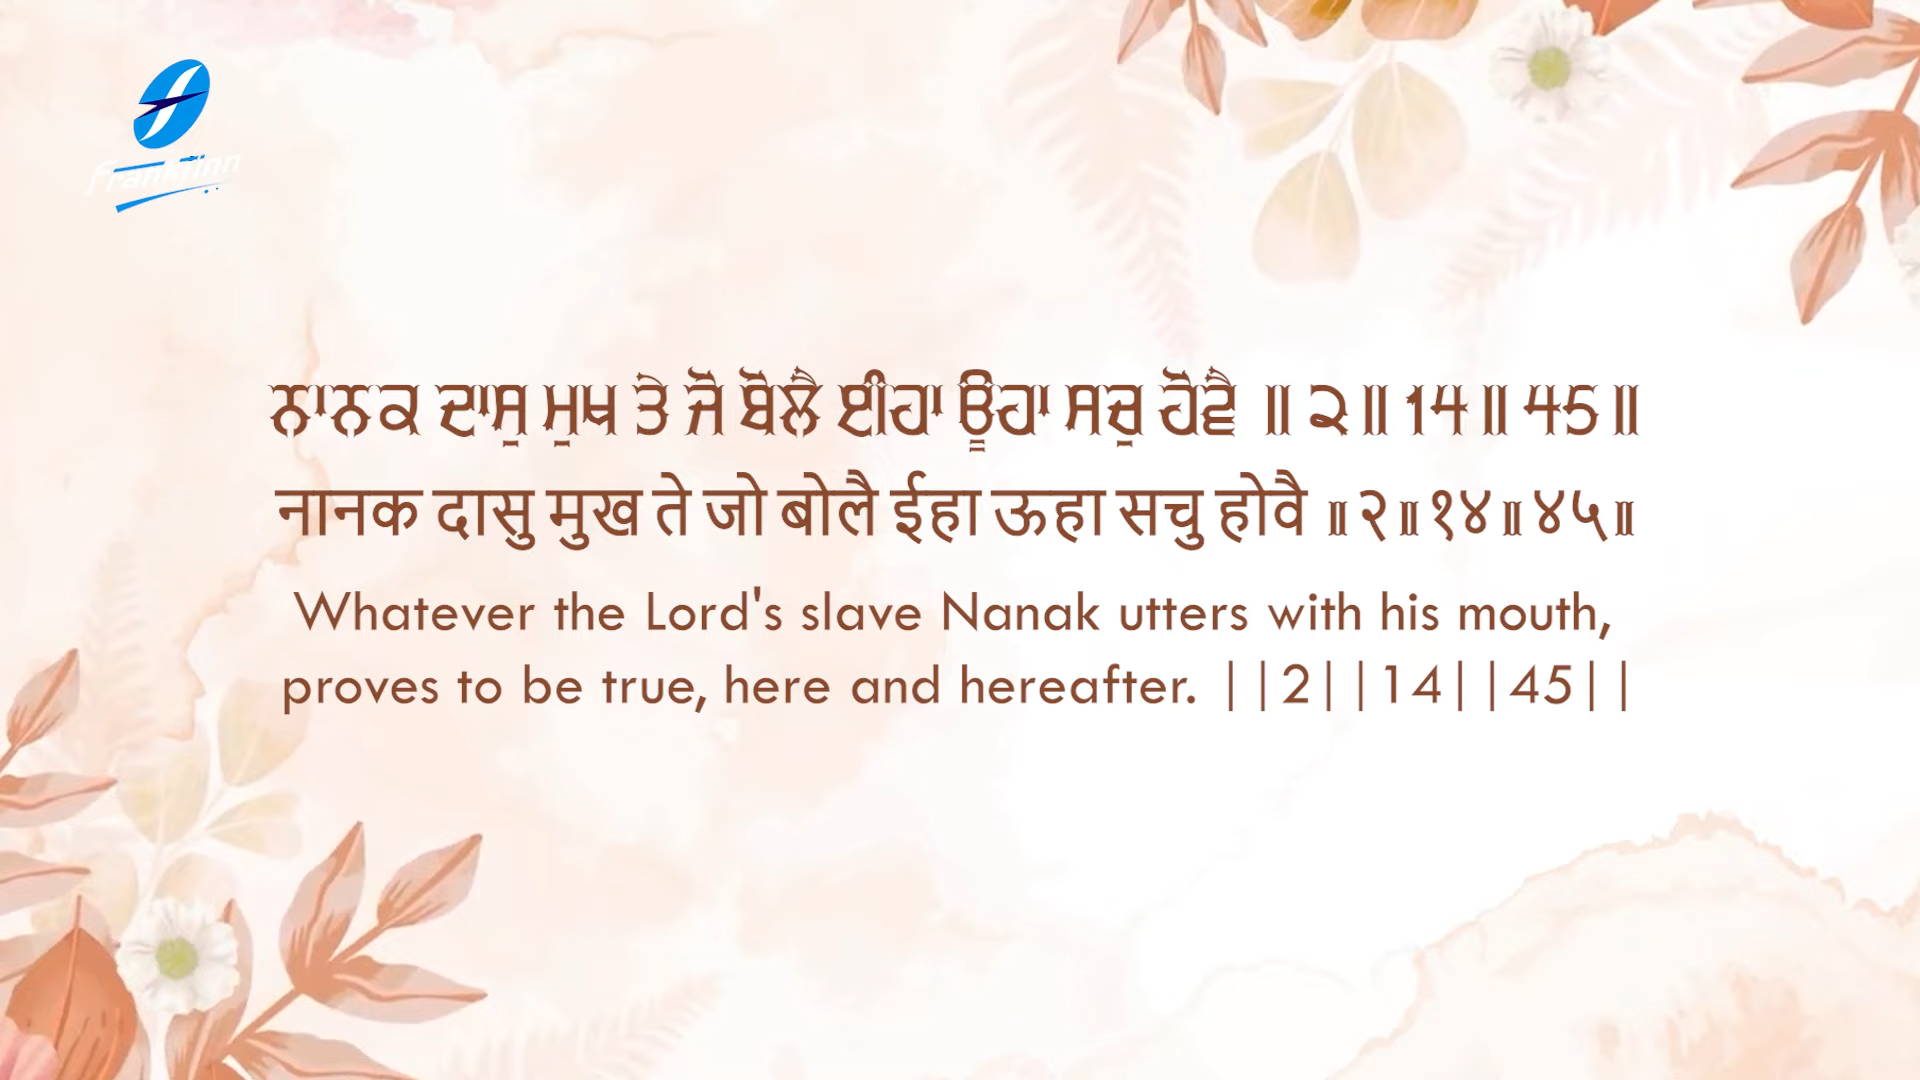 Franklinn
ਨਾਨਕ ਦਾਸੁ ਮੁਖ ਤੇ ਜੋ ਬੋਲੈ ਈਹਾ ਊਹਾ ਸਚੁ ਹੋਵੈ ॥ ੨ ॥ 14 ॥ 45 ॥
नानक दासु मुख ते जो बोलै ईहा ऊहा सचु होवै ॥२॥१४॥४५॥
Whatever the Lord's slave Nanak utters with his mouth,
proves to be true, here and hereafter. ||2||14||45||